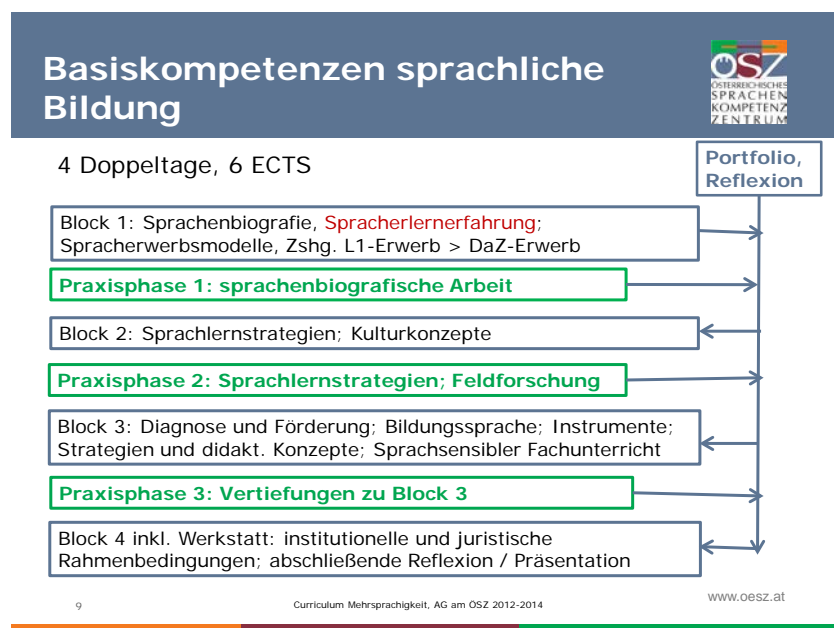 Basiskompetenzen sprachliche
Bildung
ÖSZ
ÖSTERREICHISCHES
SPRACHEN
KOMPETENZ
ZENTRUM
4 Doppeltage, 6 ECTS
Portfolio,
Reflexion
Block 1: Sprachenbiografie, Spracherlernerfahrung;
Spracherwerbsmodelle, Zshg. L1-Erwerb > DaZ-Erwerb
Praxisphase 1: sprachenbiografische Arbeit
Block 2: Sprachlernstrategien; Kulturkonzepte
Praxisphase 2: Sprachlernstrategien; Feldforschung
Block 3: Diagnose und Förderung; Bildungssprache; Instrumente;
Strategien und didakt. Konzepte; Sprachsensibler Fachunterricht
Praxisphase 3: Vertiefungen zu Block 3
Block 4 inkl. Werkstatt: institutionelle und juristische
Rahmenbedingungen; abschließende Reflexion / Präsentation
9
Curriculum Mehrsprachigkeit, AG am ÖSZ 2012-2014
www.oesz.at